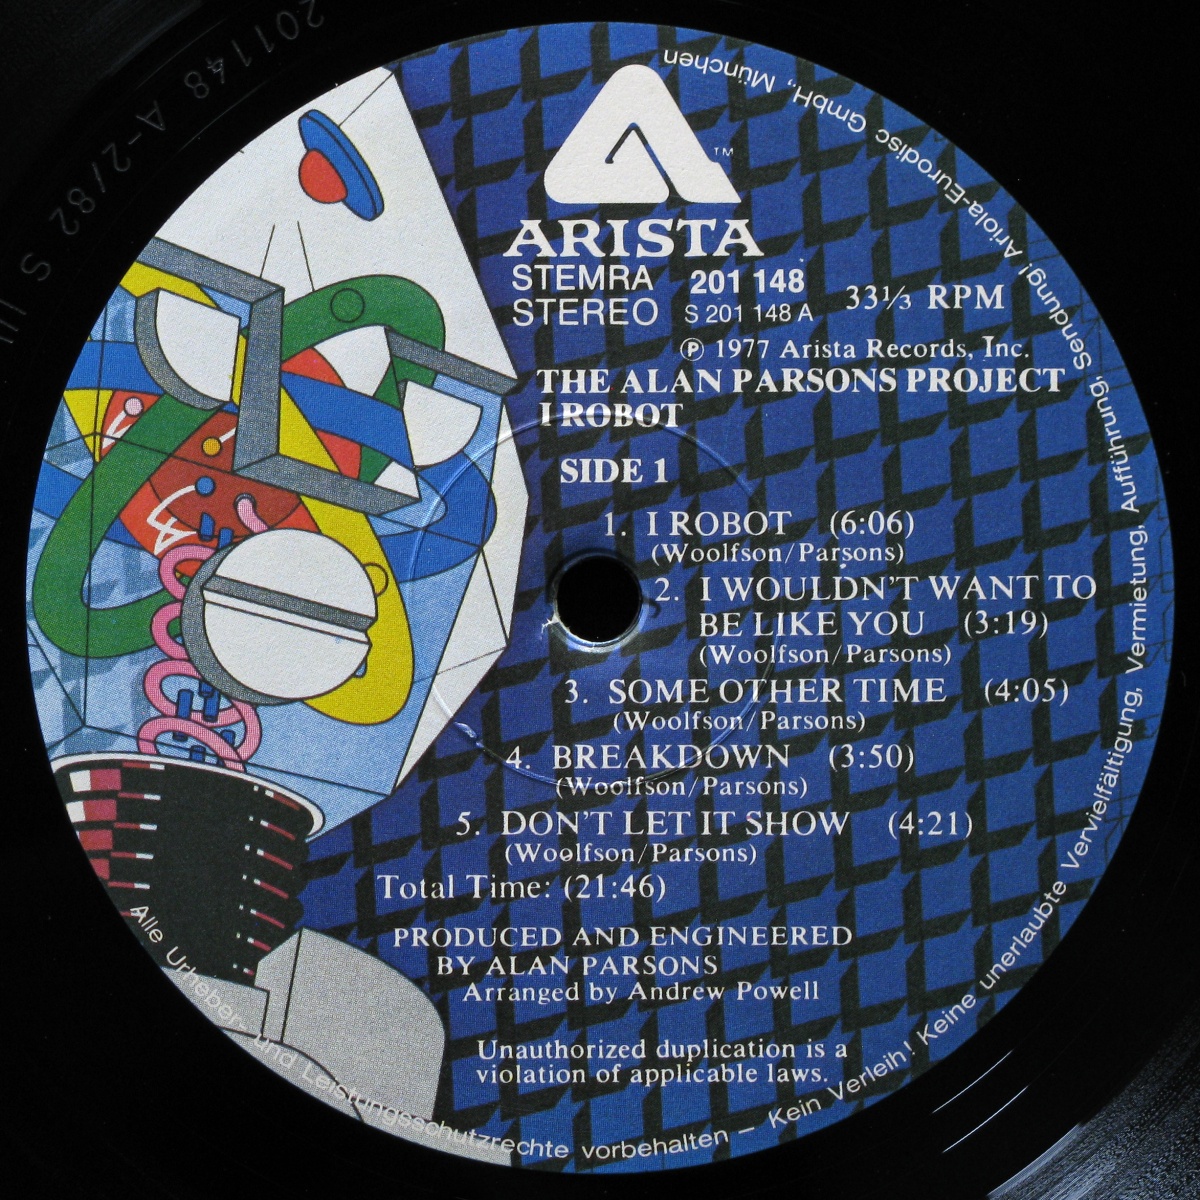 ARISTA
TM
STEMRA 201 148
STEREO S 201 148 A 33⅓ RPM
Ⓟ 1977 Arista Records, Inc.
THE ALAN PARSONS PROJECT
I ROBOT
SIDE 1
1. I ROBOT (6:06)
(Woolfson/Parsons)
2. I WOULDN'T WANT TO
BE LIKE YOU (3:19)
(Woolfson/Parsons)
3. SOME OTHER TIME (4:05)
(Woolfson/Parsons)
4. BREAKDOWN (3:50)
(Woolfson/Parsons)
5. DON'T LET IT SHOW (4:21)
(Woolfson/Parsons)
Total Time: (21:46)
PRODUCED AND ENGINEERED
BY ALAN PARSONS
Arranged by Andrew Powell
Unauthorized duplication is a
violation of applicable laws.
Alle Urheber- und Leistungsschutzrechte vorbehalten – Kein Verleih! Keine unerlaubte Vervielfältigung, Vermietung, Aufführung, Sendung! Ariola-Eurodisc GmbH., München
201148 A-2/82 S